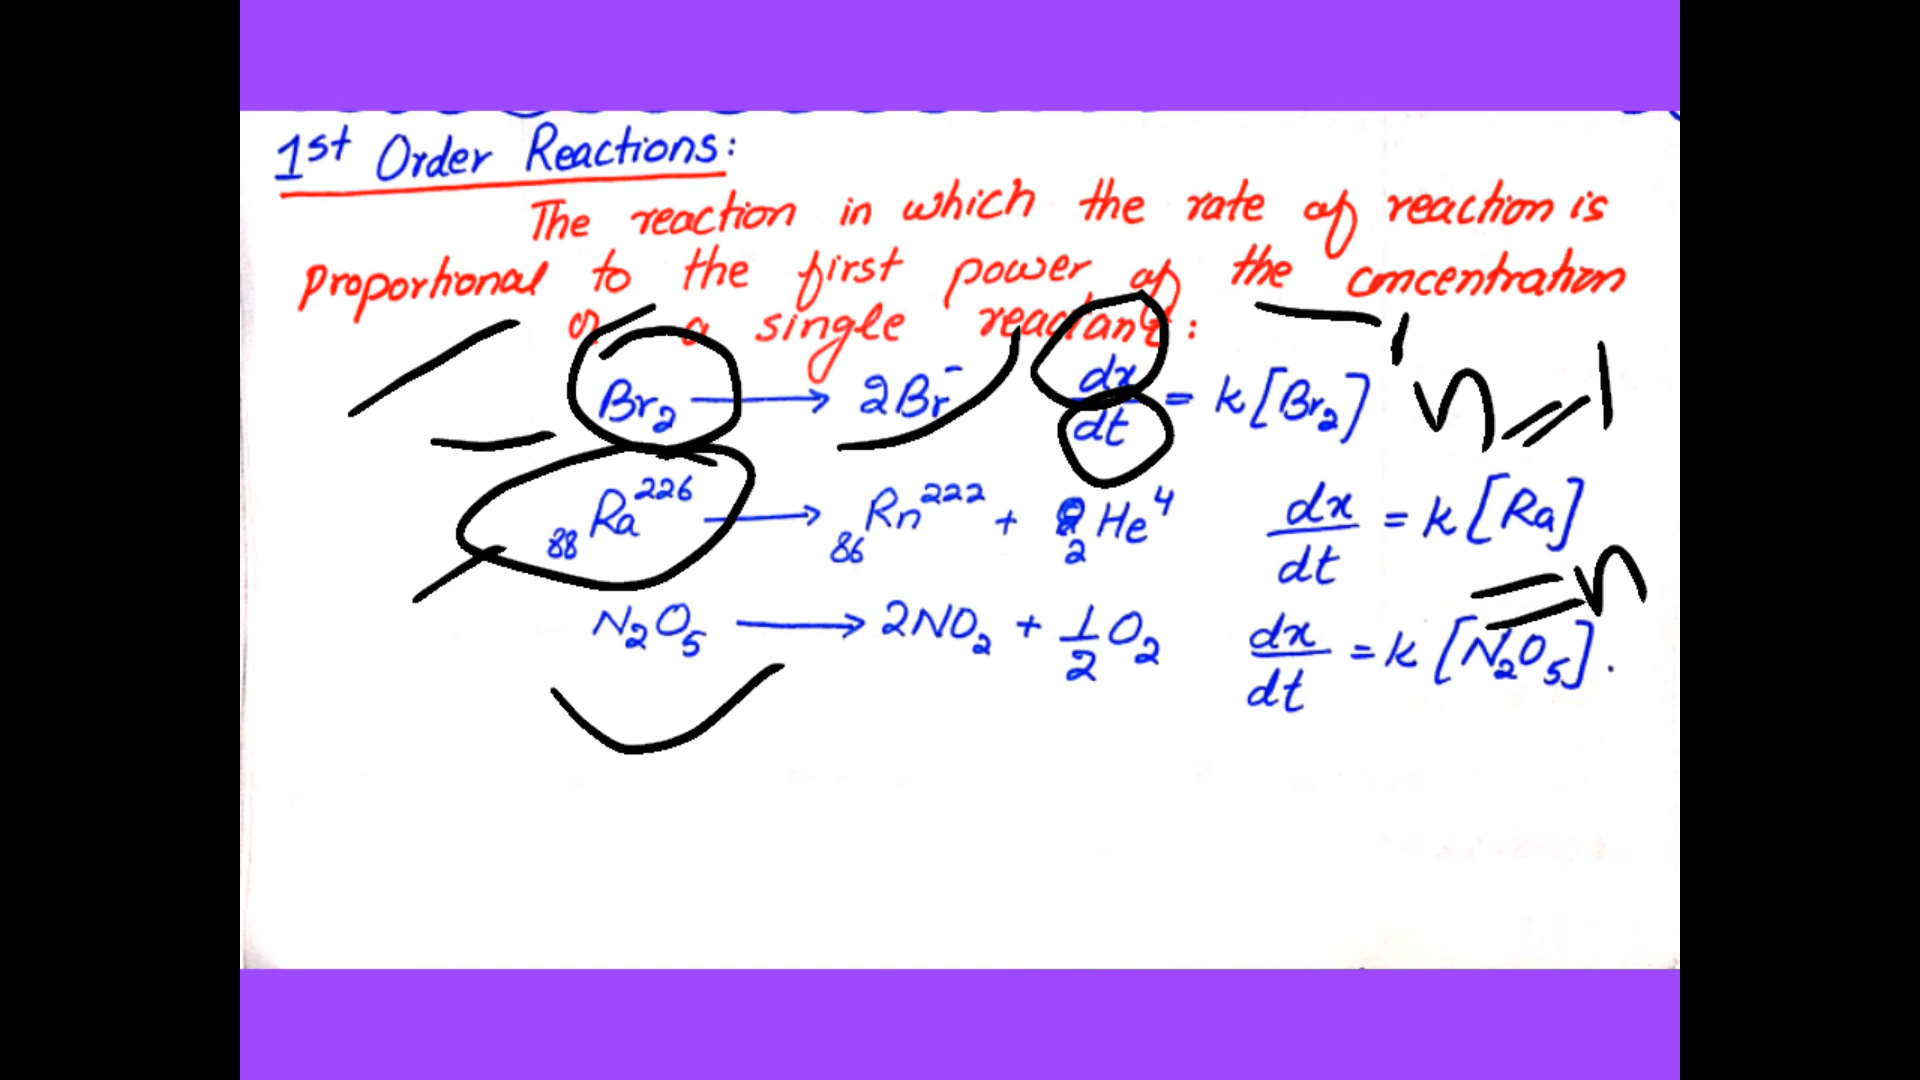 1st Order Reactions:
The reaction in which the rate of reaction is
proportional to the first power of the concentration
of a single reactant:
Br₂ → 2Br⁻ dx/dt = k[Br₂]¹ n=1
₈₈Ra²²⁶ → ₈₆Rn²²² + ₂He⁴ dx/dt = k[Ra]
=n
N₂O₅ → 2NO₂ + 1/2 O₂ dx/dt = k[N₂O₅].